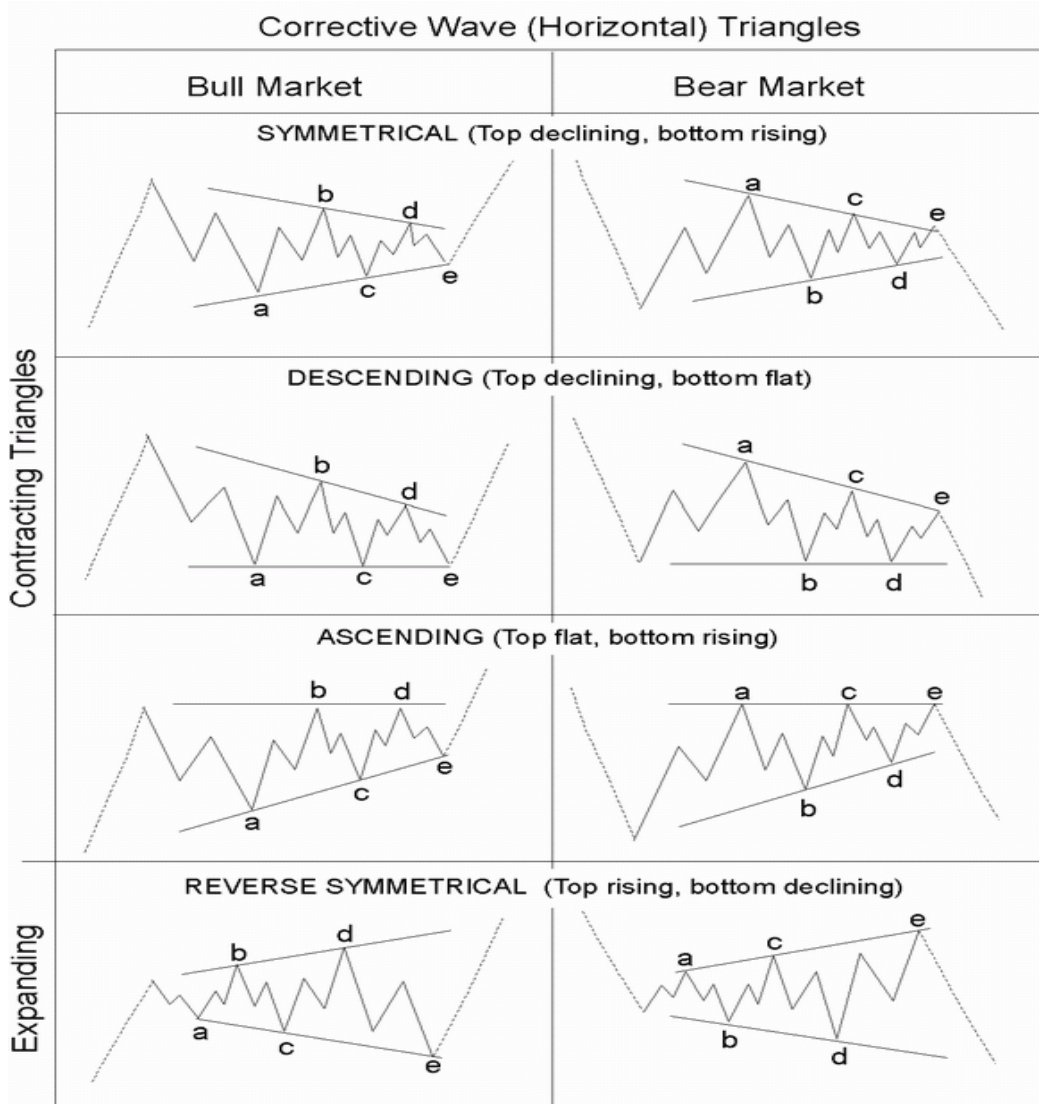 Corrective Wave (Horizontal) Triangles
Bull Market
Bear Market
Contracting Triangles
SYMMETRICAL (Top declining, bottom rising)
b
d
a
c
e
a
c
e
b
d
DESCENDING (Top declining, bottom flat)
b
d
a
c
e
a
c
e
b
d
ASCENDING (Top flat, bottom rising)
b
d
a
c
e
a
c
e
b
d
Expanding
REVERSE SYMMETRICAL (Top rising, bottom declining)
b
d
a
c
e
a
c
e
b
d